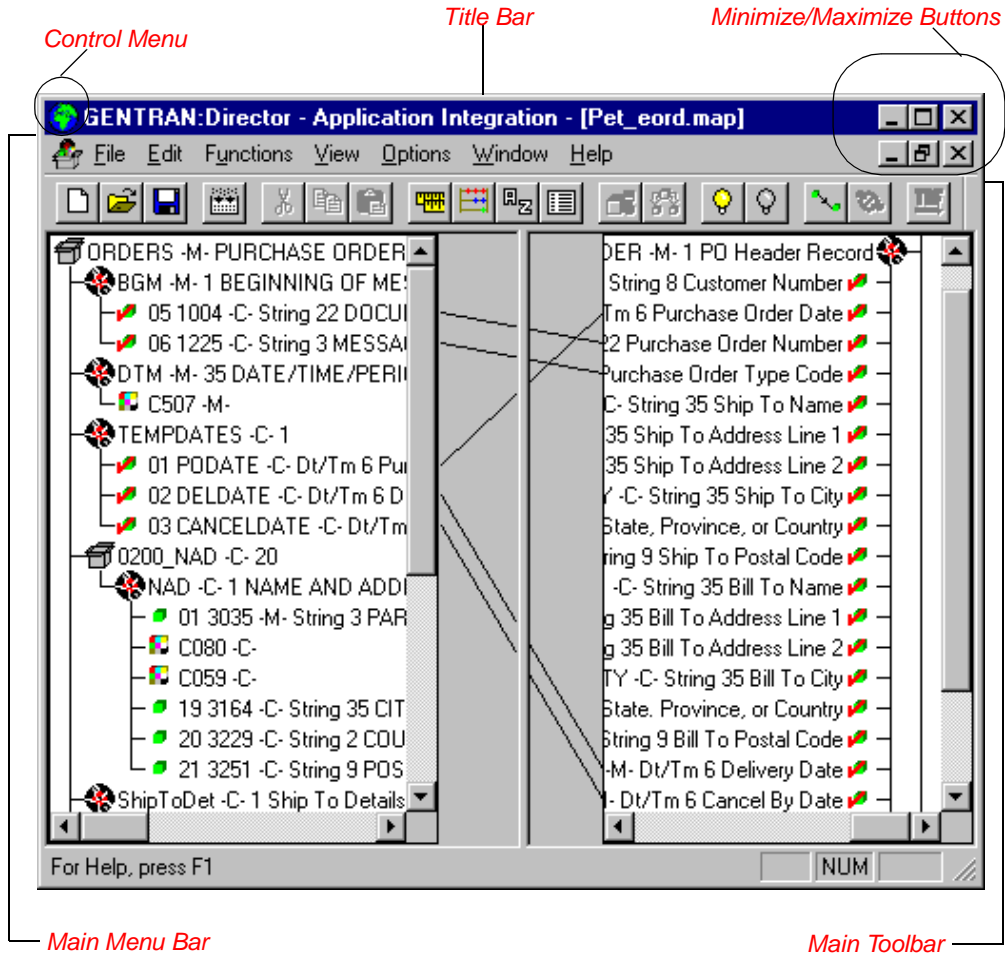 Title Bar
Minimize/Maximize Buttons
Control Menu
GENTRAN:Director - Application Integration - [Pet_eord.map]
File Edit Functions View Options Window Help
ORDERS -M- PURCHASE ORDER
BGM -M- 1 BEGINNING OF MES
05 1004 -C- String 22 DOCU
06 1225 -C- String 3 MESSA
DTM -M- 35 DATE/TIME/PERI
C507 -M-
TEMPDATES -C- 1
01 PODATE -C- Dt/Tm 6 Pur
02 DELDATE -C- Dt/Tm 6 D
03 CANCELDATE -C- Dt/Tm
0200_NAD -C- 20
NAD -C- 1 NAME AND ADD
01 3035 -M- String 3 PAR
C080 -C-
C059 -C-
19 3164 -C- String 35 CIT
20 3229 -C- String 2 COU
21 3251 -C- String 9 POS
ShipToDet -C- 1 Ship To Details
DER -M- 1 PO Header Record
String 8 Customer Number
Tm 6 Purchase Order Date
22 Purchase Order Number
Purchase Order Type Code
C- String 35 Ship To Name
35 Ship To Address Line 1
35 Ship To Address Line 2
Y -C- String 35 Ship To City
State, Province, or Country
ring 9 Ship To Postal Code
-C- String 35 Bill To Name
g 35 Bill To Address Line 1
g 35 Bill To Address Line 2
TY -C- String 35 Bill To City
State. Province, or Country
String 9 Bill To Postal Code
-M- Dt/Tm 6 Delivery Date
- Dt/Tm 6 Cancel By Date
For Help, press F1
NUM
Main Menu Bar
Main Toolbar